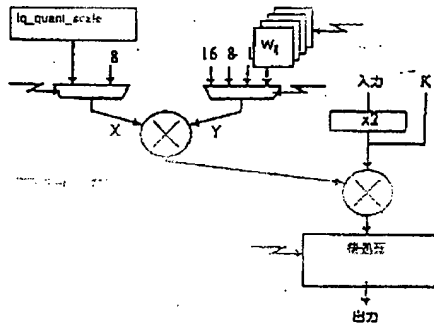 Iq_quant_scale
8
16 8 1
W
入力 K
x2
X Y
出力